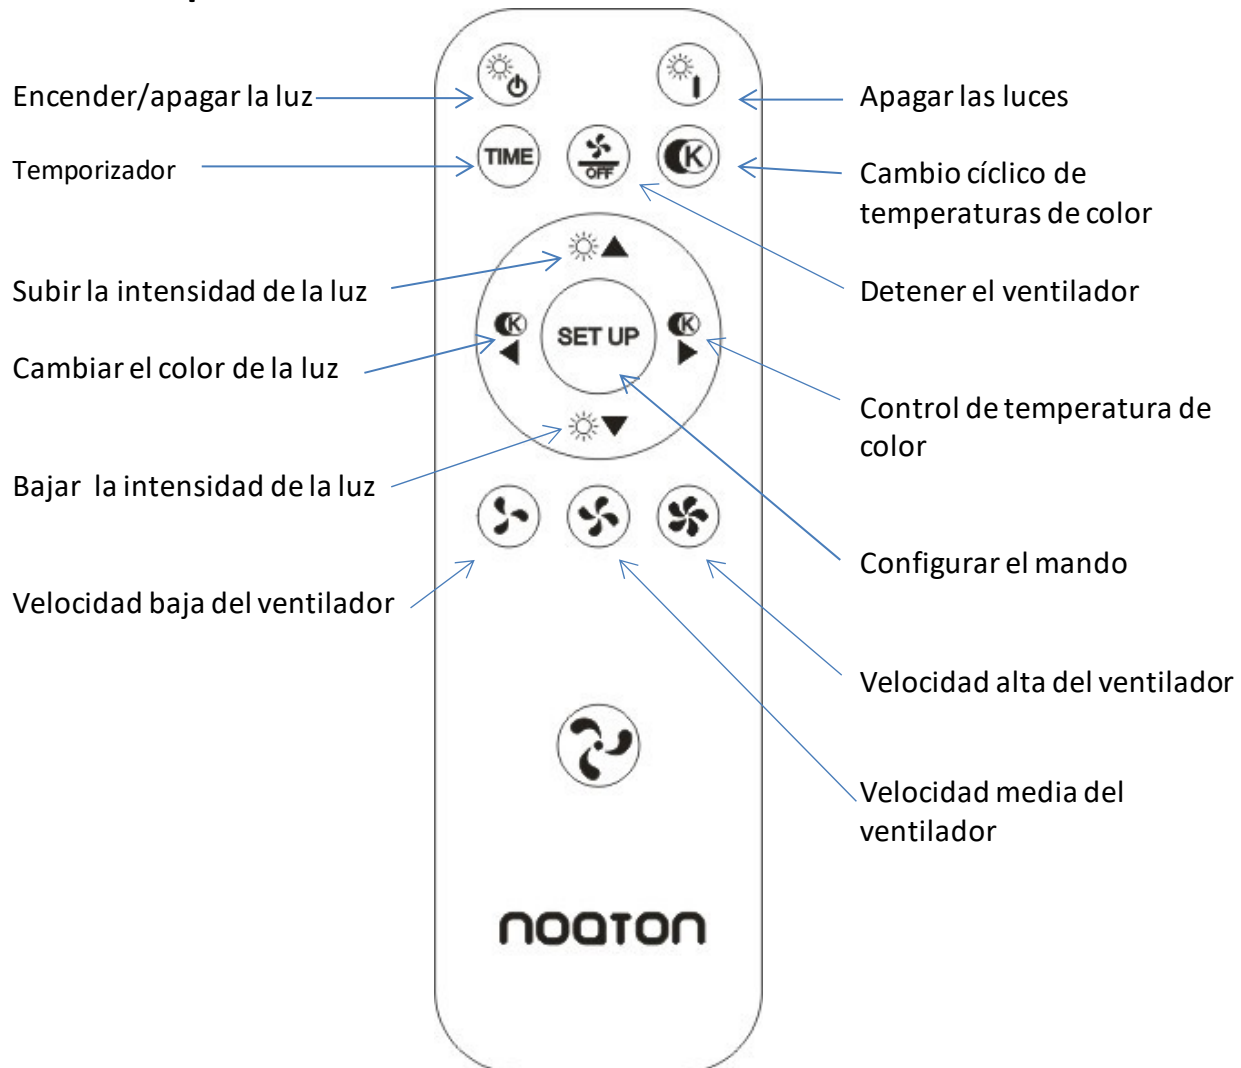 Encender/apagar la luz
Apagar las luces
TIME
OFF
K
Temporizador
Cambio cíclico de
temperaturas de color
Subir la intensidad de la luz
Detener el ventilador
K
SET UP
K
Cambiar el color de la luz
Control de temperatura de
color
Bajar la intensidad de la luz
Configurar el mando
Velocidad baja del ventilador
Velocidad alta del ventilador
Velocidad media del
ventilador
noaton